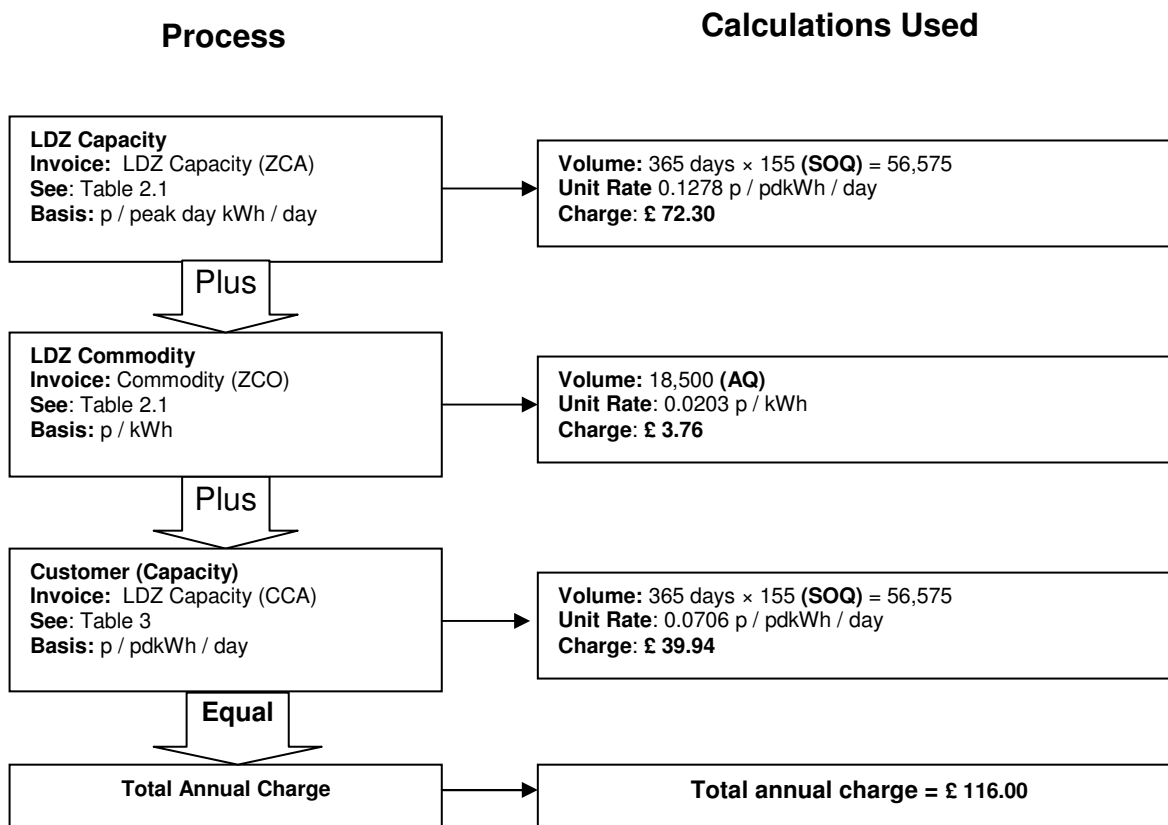 Process
Calculations Used
LDZ Capacity
Invoice: LDZ Capacity (ZCA)
See: Table 2.1
Basis: p / peak day kWh / day
Volume: 365 days × 155 (SOQ) = 56,575
Unit Rate 0.1278 p / pdkWh / day
Charge: £ 72.30
Plus
LDZ Commodity
Invoice: Commodity (ZCO)
See: Table 2.1
Basis: p / kWh
Volume: 18,500 (AQ)
Unit Rate: 0.0203 p / kWh
Charge: £ 3.76
Plus
Customer (Capacity)
Invoice: LDZ Capacity (CCA)
See: Table 3
Basis: p / pdkWh / day
Volume: 365 days × 155 (SOQ) = 56,575
Unit Rate: 0.0706 p / pdkWh / day
Charge: £ 39.94
Equal
Total Annual Charge
Total annual charge = £ 116.00